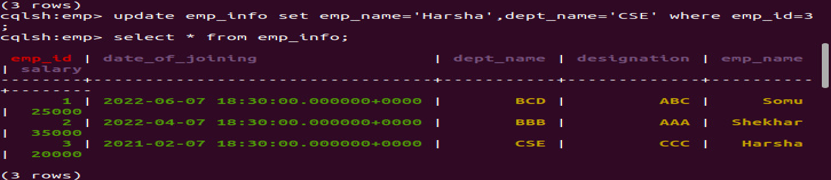 (3 rows)
cqlsh:emp> update emp_info set emp_name='Harsha',dept_name='CSE' where emp_id=3
;
cqlsh:emp> select * from emp_info;
emp_id | date_of_joining | dept_name | designation | emp_name
| salary
--------+---------------------------------+-----------+-------------+----------
+--------
1 | 2022-06-07 18:30:00.000000+0000 | BCD | ABC | Somu
| 25000
2 | 2022-04-07 18:30:00.000000+0000 | BBB | AAA | Shekhar
| 35000
3 | 2021-02-07 18:30:00.000000+0000 | CSE | CCC | Harsha
| 20000
(3 rows)